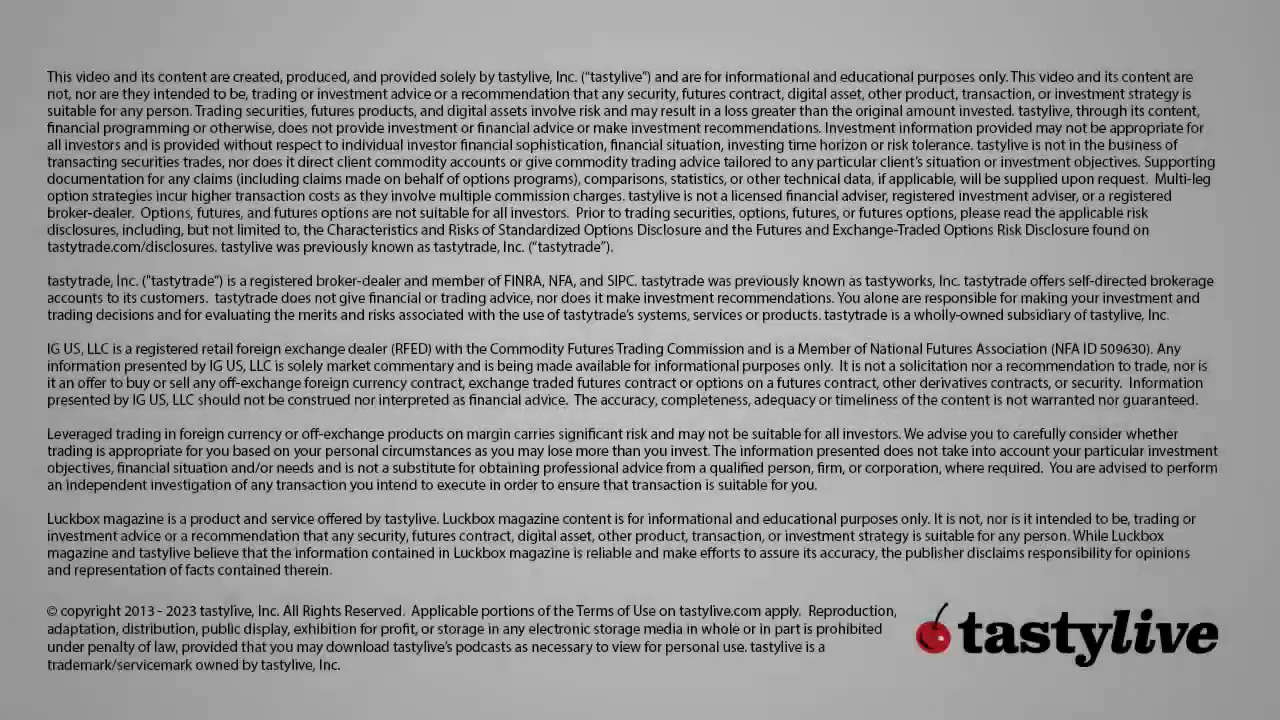 This video and its content are created, produced, and provided solely by tastylive, Inc. (“tastylive”) and are for informational and educational purposes only. This video and its content are
not, nor are they intended to be, trading or investment advice or a recommendation that any security, futures contract, digital asset, other product, transaction, or investment strategy is
suitable for any person. Trading securities, futures products, and digital assets involve risk and may result in a loss greater than the original amount invested. tastylive, through its content,
financial programming or otherwise, does not provide investment or financial advice or make investment recommendations. Investment information provided may not be appropriate for
all investors and is provided without respect to individual investor financial sophistication, financial situation, investing time horizon or risk tolerance. tastylive is not in the business of
transacting securities trades, nor does it direct client commodity accounts or give commodity trading advice tailored to any particular client’s situation or investment objectives. Supporting
documentation for any claims (including claims made on behalf of options programs), comparisons, statistics, or other technical data, if applicable, will be supplied upon request.  Multi-leg
option strategies incur higher transaction costs as they involve multiple commission charges. tastylive is not a licensed financial adviser, registered investment adviser, or a registered
broker-dealer.  Options, futures, and futures options are not suitable for all investors.  Prior to trading securities, options, futures, or futures options, please read the applicable risk
disclosures, including, but not limited to, the Characteristics and Risks of Standardized Options Disclosure and the Futures and Exchange-Traded Options Risk Disclosure found on
tastytrade.com/disclosures. tastylive was previously known as tastytrade, Inc. (“tastytrade”).
tastytrade, Inc. ("tastytrade”) is a registered broker-dealer and member of FINRA, NFA, and SIPC. tastytrade was previously known as tastyworks, Inc. tastytrade offers self-directed brokerage
accounts to its customers.  tastytrade does not give financial or trading advice, nor does it make investment recommendations. You alone are responsible for making your investment and
trading decisions and for evaluating the merits and risks associated with the use of tastytrade’s systems, services or products. tastytrade is a wholly-owned subsidiary of tastylive, Inc.
IG US, LLC is a registered retail foreign exchange dealer (RFED) with the Commodity Futures Trading Commission and is a Member of National Futures Association (NFA ID 509630). Any
information presented by IG US, LLC is solely market commentary and is being made available for informational purposes only.  It is not a solicitation nor a recommendation to trade, nor is
it an offer to buy or sell any off-exchange foreign currency contract, exchange traded futures contract or options on a futures contract, other derivatives contracts, or security.  Information
presented by IG US, LLC should not be construed nor interpreted as financial advice.  The accuracy, completeness, adequacy or timeliness of the content is not warranted nor guaranteed.
Leveraged trading in foreign currency or off-exchange products on margin carries significant risk and may not be suitable for all investors. We advise you to carefully consider whether
trading is appropriate for you based on your personal circumstances as you may lose more than you invest. The information presented does not take into account your particular investment
objectives, financial situation and/or needs and is not a substitute for obtaining professional advice from a qualified person, firm, or corporation, where required.  You are advised to perform
an independent investigation of any transaction you intend to execute in order to ensure that transaction is suitable for you.
Luckbox magazine is a product and service offered by tastylive. Luckbox magazine content is for informational and educational purposes only. It is not, nor is it intended to be, trading or
investment advice or a recommendation that any security, futures contract, digital asset, other product, transaction, or investment strategy is suitable for any person. While Luckbox
magazine and tastylive believe that the information contained in Luckbox magazine is reliable and make efforts to assure its accuracy, the publisher disclaims responsibility for opinions
and representation of facts contained therein.
© copyright 2013 - 2023 tastylive, Inc. All Rights Reserved.  Applicable portions of the Terms of Use on tastylive.com apply.  Reproduction,
adaptation, distribution, public display, exhibition for profit, or storage in any electronic storage media in whole or in part is prohibited
under penalty of law, provided that you may download tastylive’s podcasts as necessary to view for personal use. tastylive is a
trademark/servicemark owned by tastylive, Inc.
tastylive